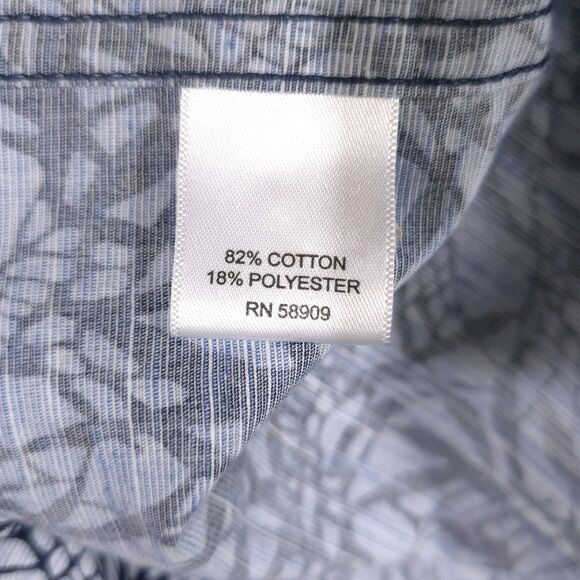 82% COTTON
18% POLYESTER
RN 58909